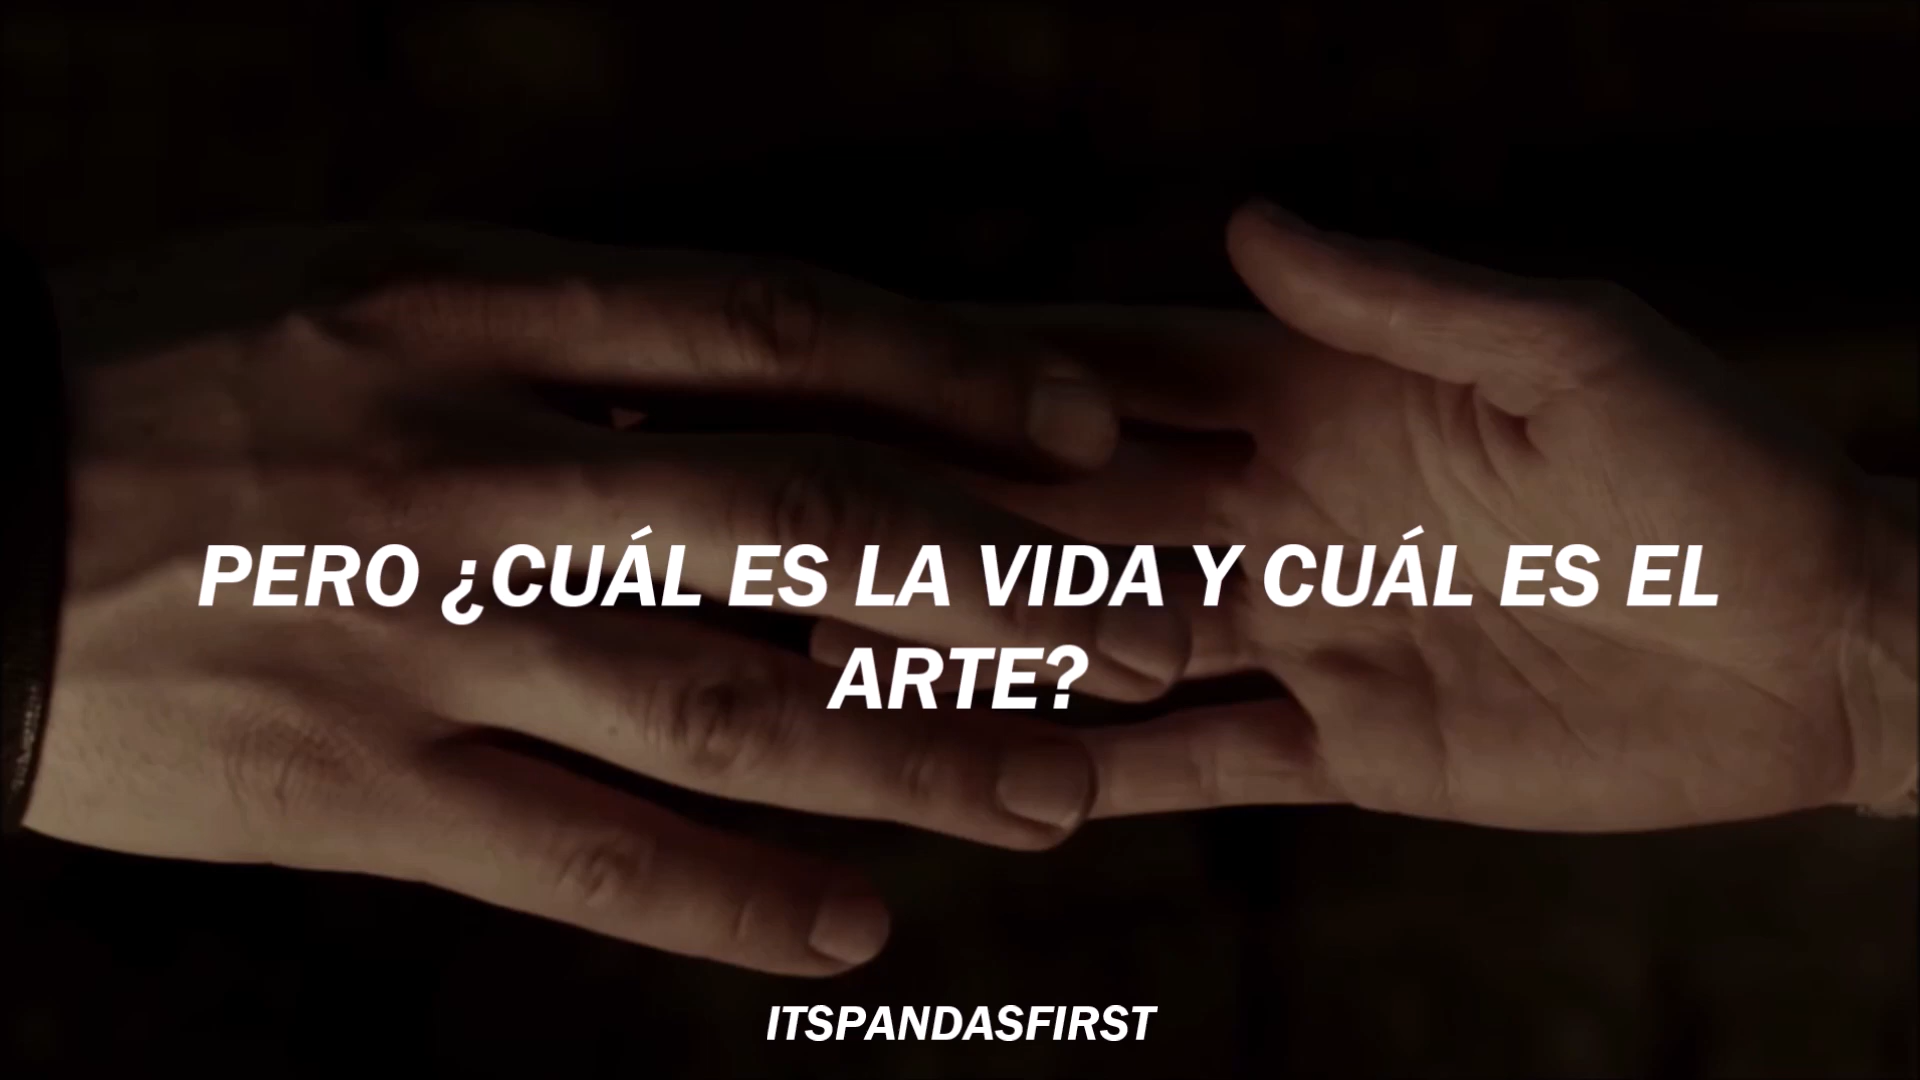 PERO ¿CUÁL ES LA VIDA Y CUÁL ES EL
ARTE?
ITSPANDASFIRST